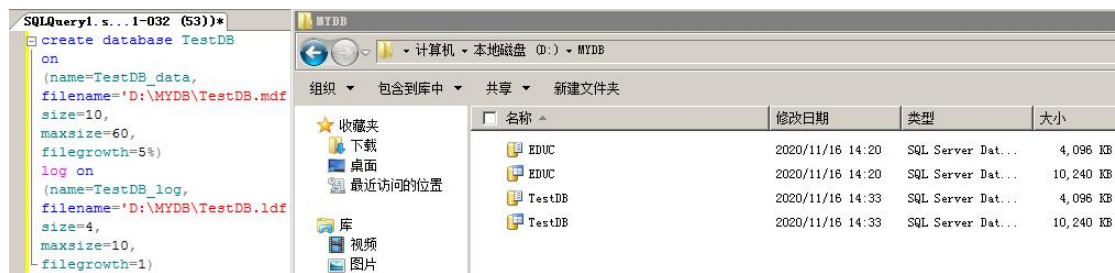 SQLQuery1.s...1-032 (53))*
create database TestDB
on
(name=TestDB_data,
filename='D:\MYDB\TestDB.mdf
size=10,
maxsize=60,
filegrowth=5%)
log on
(name=TestDB_log,
filename='D:\MYDB\TestDB.ldf
size=4,
maxsize=10,
filegrowth=1)
MYDB
计算机 本地磁盘 (D:) MYDB
组织 包含到库中 共享 新建文件夹
收藏夹
下载
桌面
最近访问的位置
库
视频
图片
名称 修改日期 类型 大小
EDUC 2020/11/16 14:20 SQL Server Dat... 4,096 KB
EDUC 2020/11/16 14:20 SQL Server Dat... 10,240 KB
TestDB 2020/11/16 14:33 SQL Server Dat... 4,096 KB
TestDB 2020/11/16 14:33 SQL Server Dat... 10,240 KB